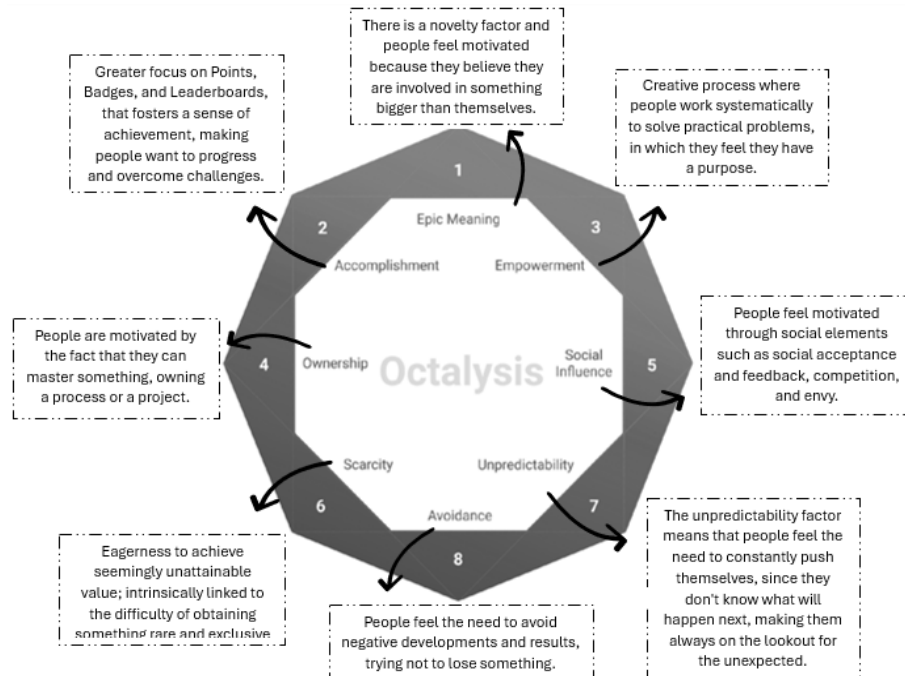 There is a novelty factor and
people feel motivated
because they believe they
are involved in something
bigger than themselves.
Greater focus on Points,
Badges, and Leaderboards,
that fosters a sense of
achievement, making
people want to progress
and overcome challenges.
Creative process where
people work systematically
to solve practical problems,
in which they feel they have
a purpose.
1
Epic Meaning
2
Accomplishment
3
Empowerment
People are motivated by
the fact that they can
master something, owning
a process or a project.
4
Ownership
Octalysis
Social
Influence
5
People feel motivated
through social elements
such as social acceptance
and feedback, competition,
and envy.
Scarcity
6
Unpredictability
7
Avoidance
8
Eagerness to achieve
seemingly unattainable
value; intrinsically linked to
the difficulty of obtaining
something rare and exclusive
People feel the need to avoid
negative developments and results,
trying not to lose something.
The unpredictability factor
means that people feel the
need to constantly push
themselves, since they
don't know what will
happen next, making them
always on the lookout for
the unexpected.